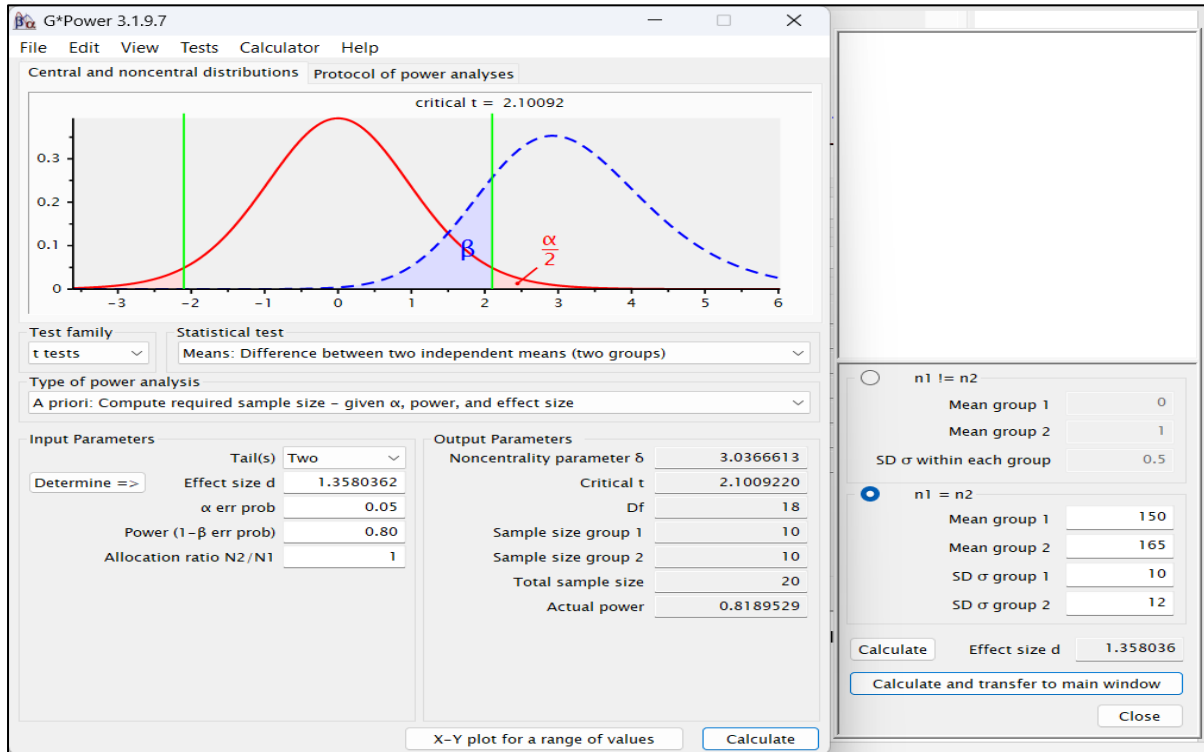 βα G*Power 3.1.9.7
File Edit View Tests Calculator Help
Central and noncentral distributions Protocol of power analyses
critical t = 2.10092
0.3
0.2
0.1
0
β
α
2
-3 -2 -1 0 1 2 3 4 5 6
Test family Statistical test
t tests Means: Difference between two independent means (two groups)
Type of power analysis
A priori: Compute required sample size – given α, power, and effect size
Input Parameters
Tail(s) Two
Determine => Effect size d 1.3580362
α err prob 0.05
Power (1-β err prob) 0.80
Allocation ratio N2/N1 1
Output Parameters
Noncentrality parameter δ 3.0366613
Critical t 2.1009220
Df 18
Sample size group 1 10
Sample size group 2 10
Total sample size 20
Actual power 0.8189529
X-Y plot for a range of values Calculate
n1 != n2
Mean group 1 0
Mean group 2 1
SD σ within each group 0.5
n1 = n2
Mean group 1 150
Mean group 2 165
SD σ group 1 10
SD σ group 2 12
Calculate Effect size d 1.358036
Calculate and transfer to main window
Close